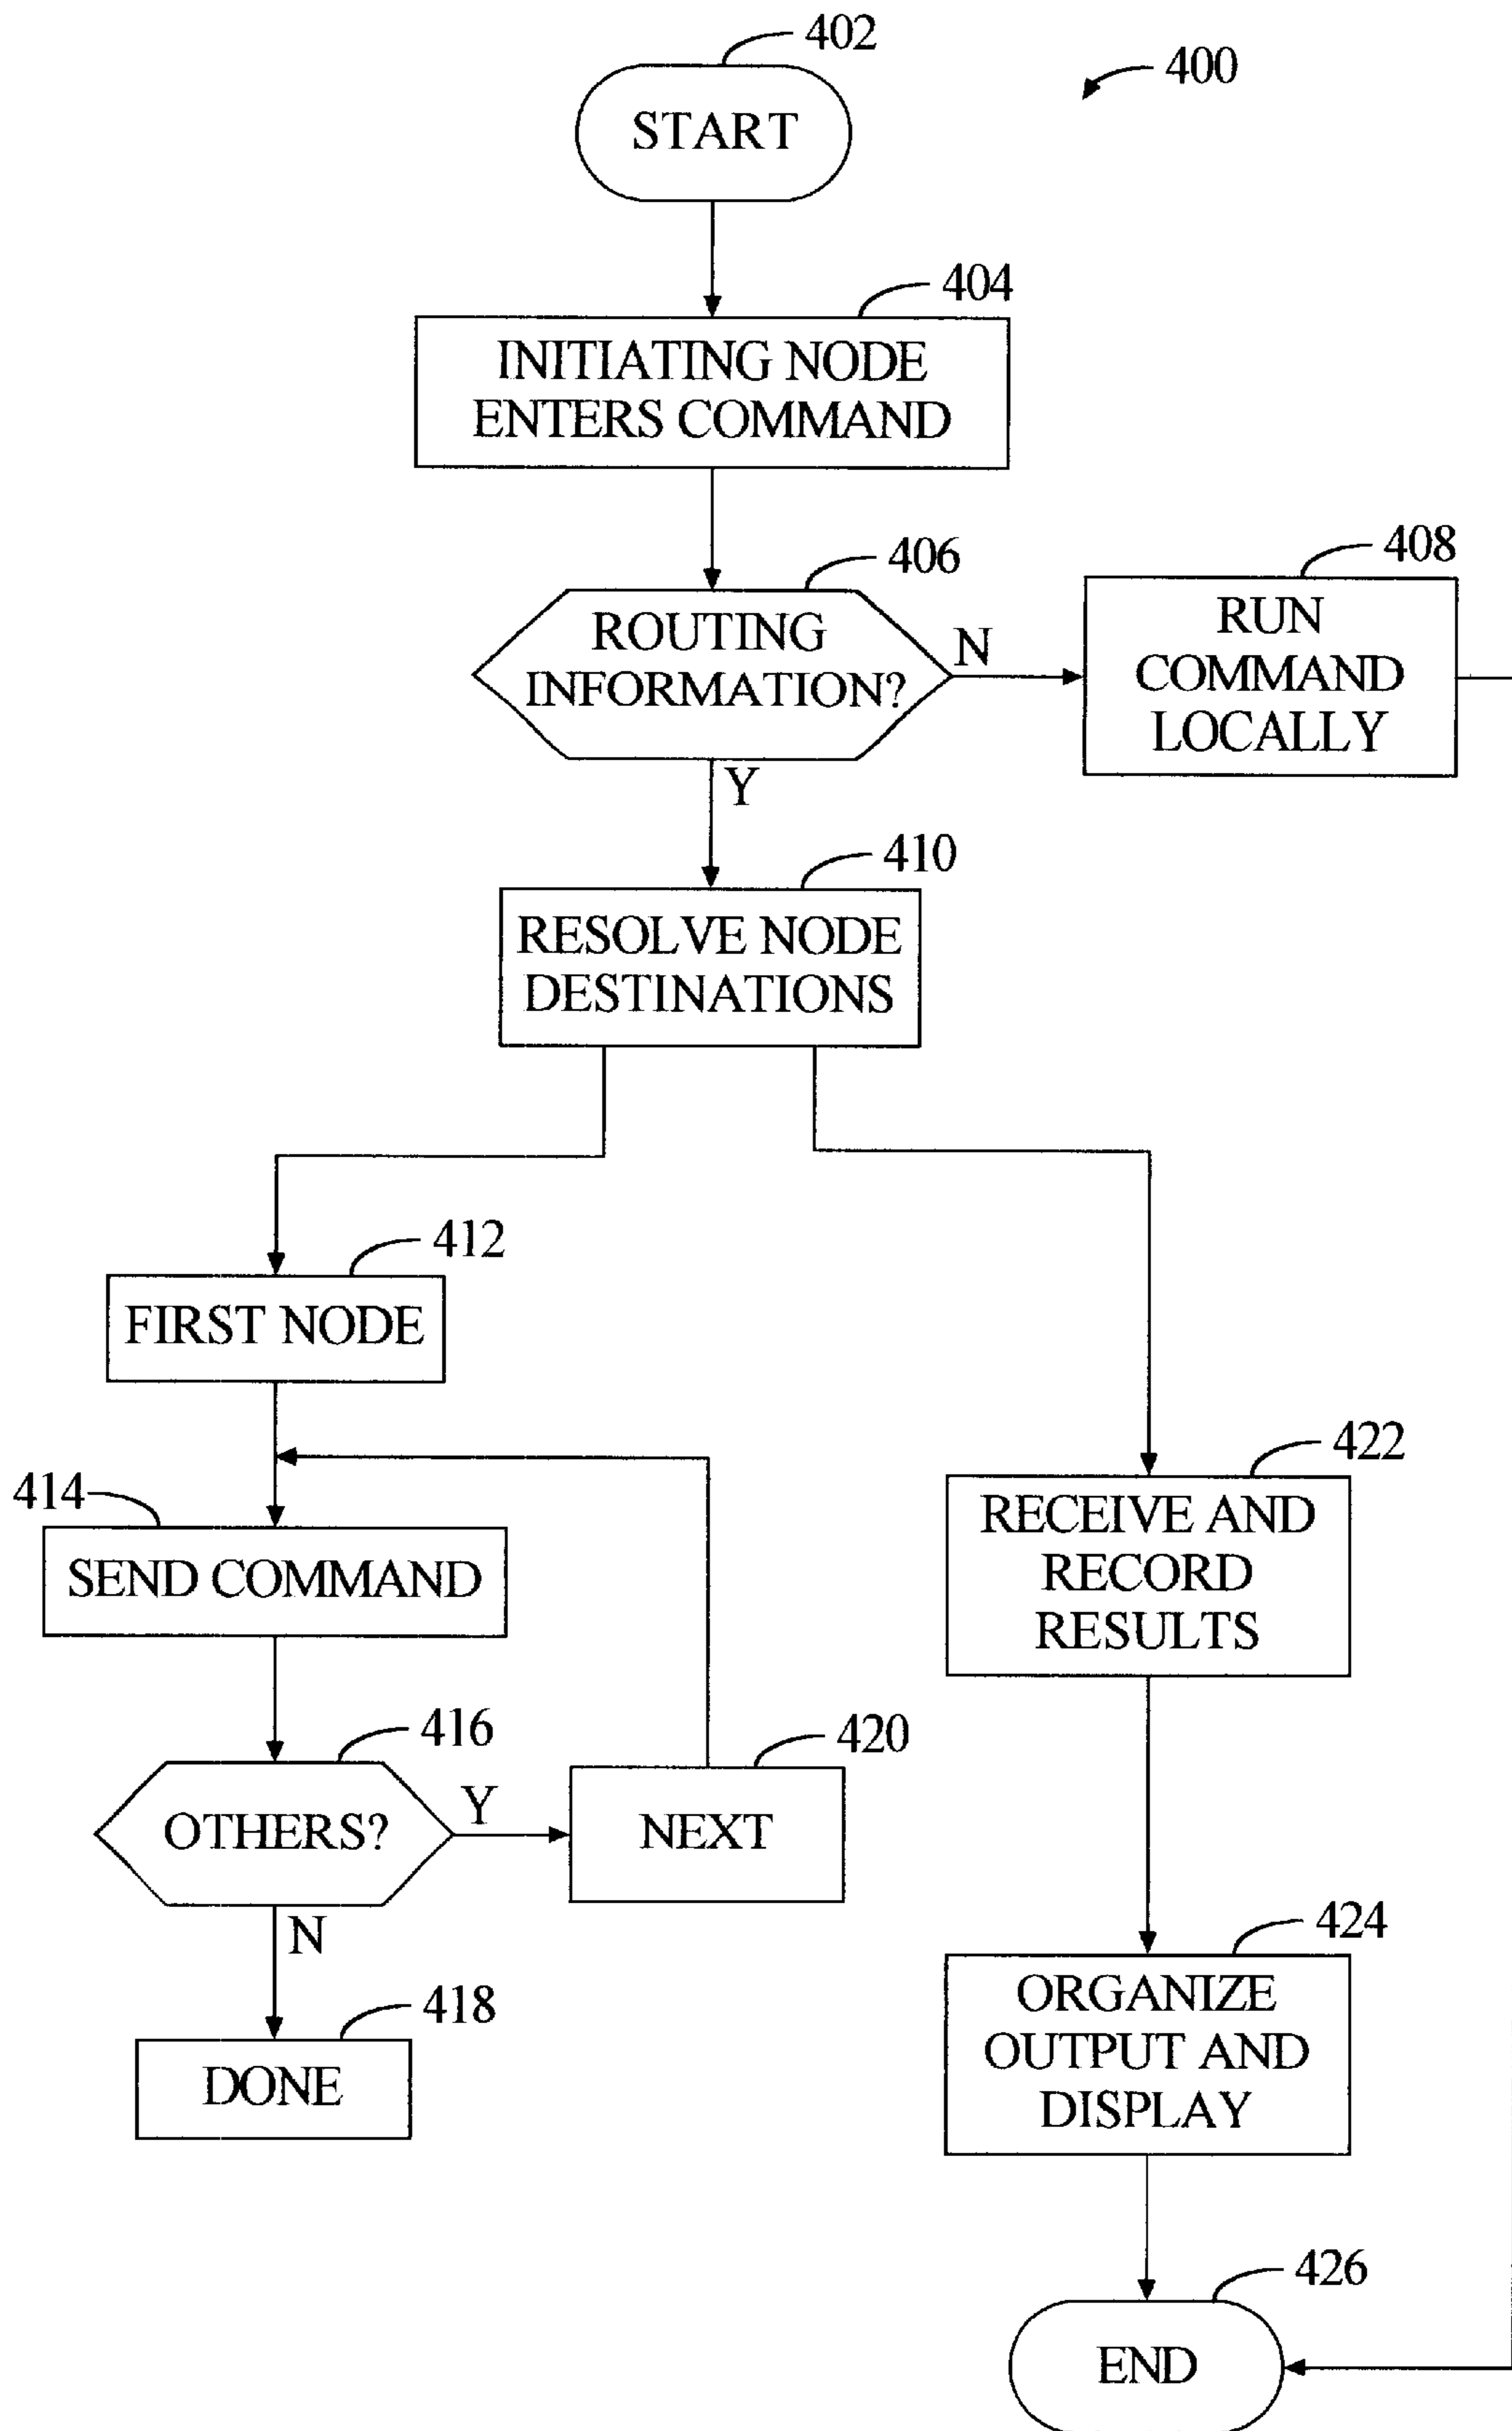 402
400
START
404
INITIATING NODE
ENTERS COMMAND
406
408
ROUTING
INFORMATION?
N
RUN
COMMAND
LOCALLY
Y
410
RESOLVE NODE
DESTINATIONS
412
FIRST NODE
422
414
SEND COMMAND
RECEIVE AND
RECORD
RESULTS
416
420
OTHERS?
Y
NEXT
N
424
418
DONE
ORGANIZE
OUTPUT AND
DISPLAY
426
END